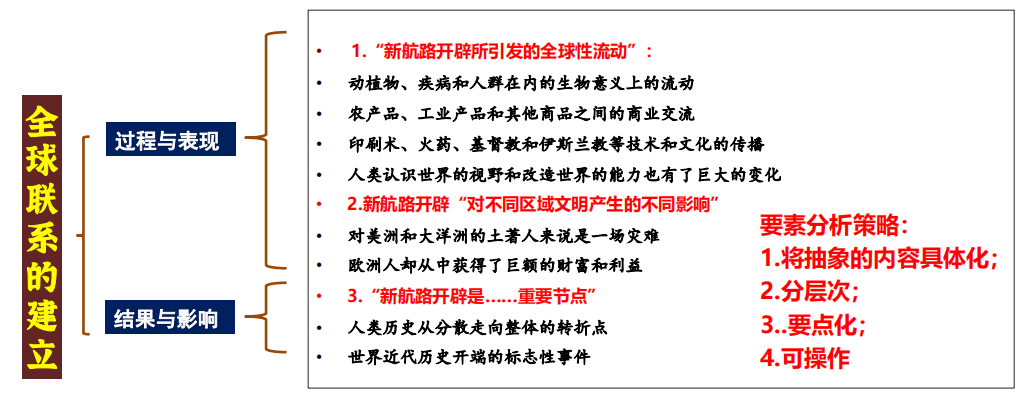 全球联系的建立
过程与表现
结果与影响
• 1.“新航路开辟所引发的全球性流动”：
• 动植物、疾病和人群在内的生物意义上的流动
• 农产品、工业产品和其他商品之间的商业交流
• 印刷术、火药、基督教和伊斯兰教等技术和文化的传播
• 人类认识世界的视野和改造世界的能力也有了巨大的变化
• 2.新航路开辟“对不同区域文明产生的不同影响”
• 对美洲和大洋洲的土著人来说是一场灾难
• 欧洲人却从中获得了巨额的财富和利益
• 3.“新航路开辟是……重要节点”
• 人类历史从分散走向整体的转折点
• 世界近代历史开端的标志性事件
要素分析策略：
1.将抽象的内容具体化；
2.分层次；
3..要点化；
4.可操作